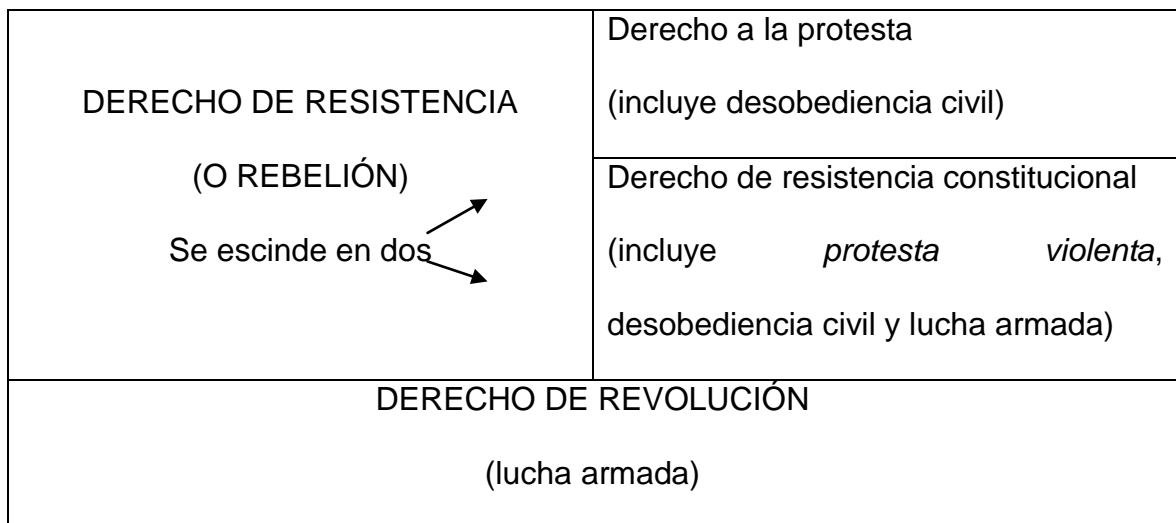 DERECHO DE RESISTENCIA
(O REBELIÓN)
Se escinde en dos
Derecho a la protesta
(incluye desobediencia civil)
Derecho de resistencia constitucional
(incluye protesta violenta,
desobediencia civil y lucha armada)
DERECHO DE REVOLUCIÓN
(lucha armada)